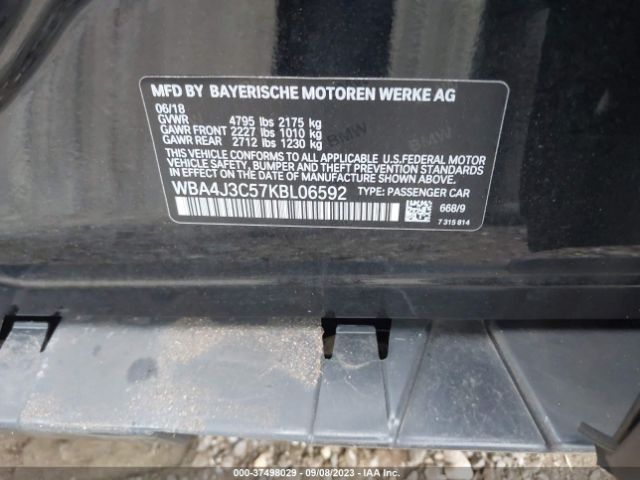 MFD BY BAYERISCHE MOTOREN WERKE AG
06/18
GVWR 4795 lbs 2175 kg
GAWR FRONT 2227 lbs 1010 kg
GAWR REAR 2712 lbs 1230 kg
THIS VEHICLE CONFORMS TO ALL APPLICABLE U.S.FEDERAL MOTOR
VEHICLE SAFETY, BUMPER AND THEFT PREVENTION STANDARDS
IN EFFECT ON THE DATE OF MANUFACTURE SHOWN ABOVE.
WBA4J3C57KBL06592 TYPE: PASSENGER CAR
668/9
7 315 814
000-37498029 - 09/08/2023 - IAA Inc.